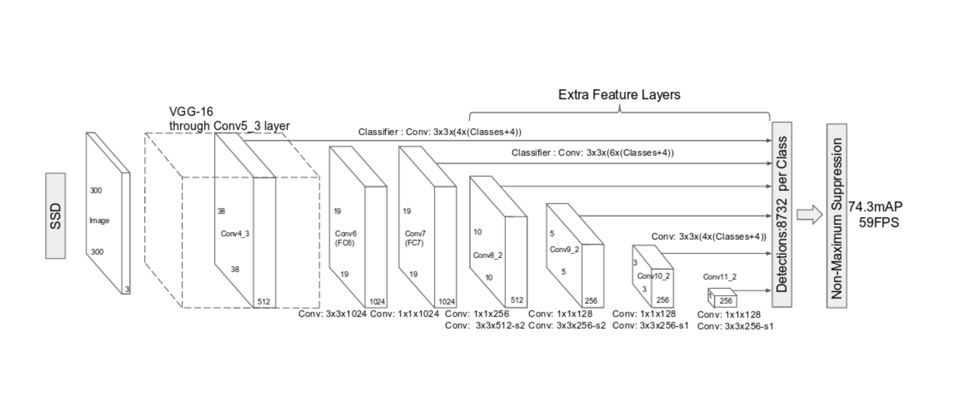 Extra Feature Layers
VGG-16
through Conv5_3 layer
Classifier : Conv: 3x3x(4x(Classes+4))
Classifier : Conv: 3x3x(6x(Classes+4))
SSD
300
Image
300
3
38
Conv4_3
38
512
19
Conv6
(FC6)
19
1024
19
Conv7
(FC7)
19
1024
10
Conv8_2
10
512
5
Conv9_2
5
256
Conv: 3x3x(4x(Classes+4))
3
Conv10_2
3
256
Conv11_2
1
256
Detections:8732 per Class
Non-Maximum Suppression
74.3mAP
59FPS
Conv: 3x3x1024
Conv: 1x1x1024
Conv: 1x1x256
Conv: 3x3x512-s2
Conv: 1x1x128
Conv: 3x3x256-s2
Conv: 1x1x128
Conv: 3x3x256-s1
Conv: 1x1x128
Conv: 3x3x256-s1